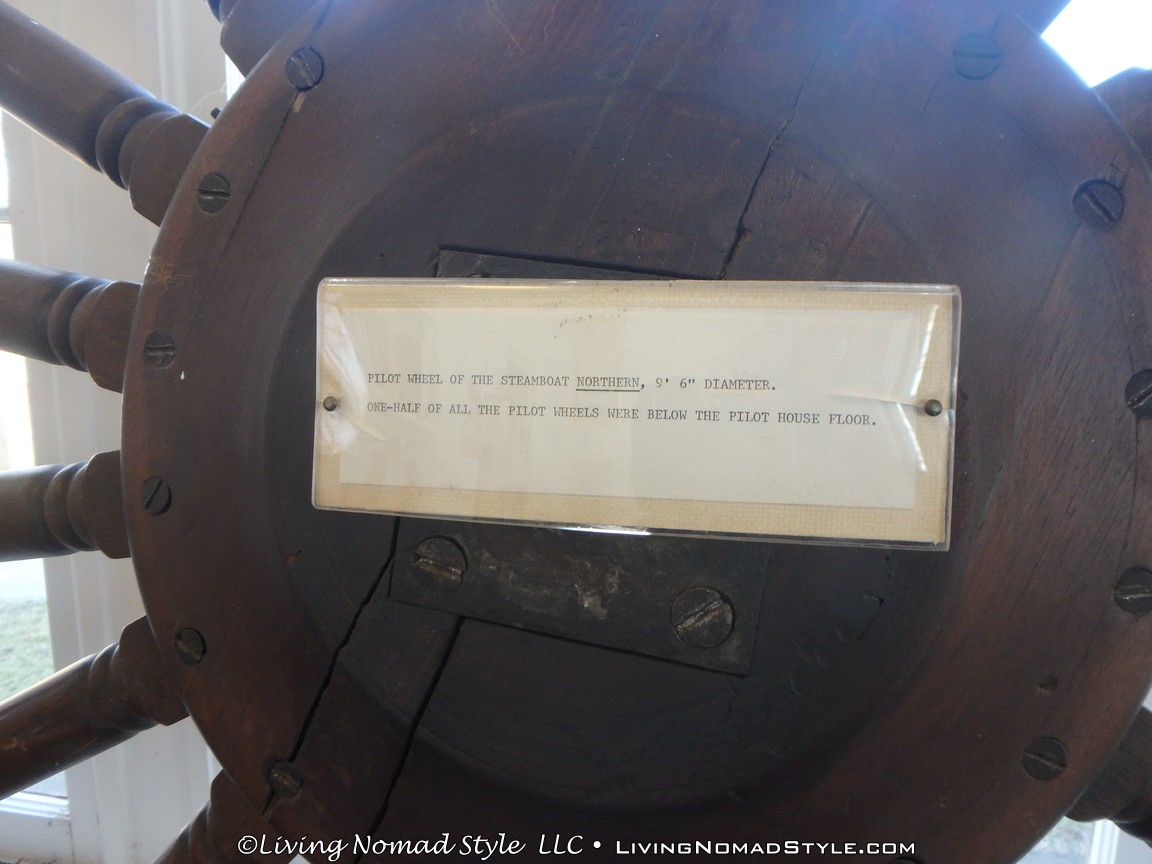 PILOT WHEEL OF THE STEAMBOAT NORTHERN, 9' 6" DIAMETER.
ONE-HALF OF ALL THE PILOT WHEELS WERE BELOW THE PILOT HOUSE FLOOR.
©Living Nomad Style LLC • LivingNomadStyle.com